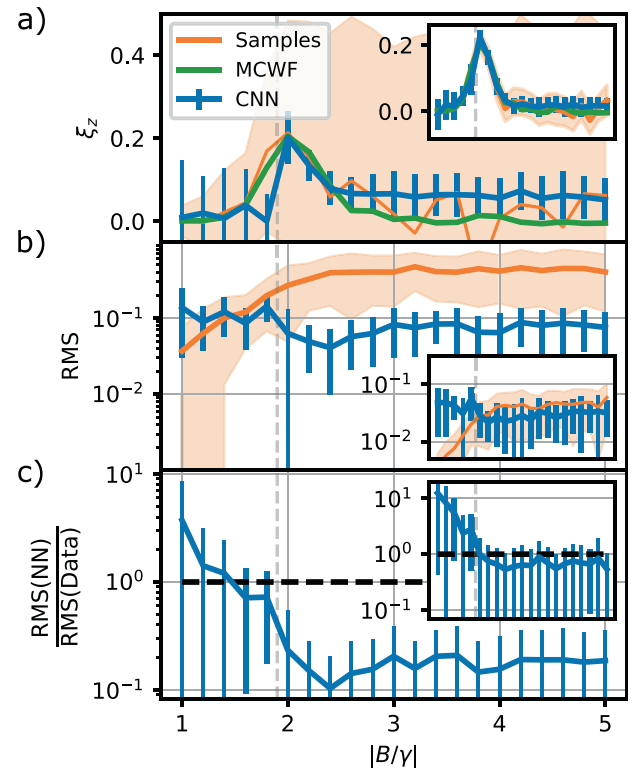 a)
0.4
0.2
0.0
ξz
Samples
MCWF
CNN
0.2
0.0
b)
RMS
10⁻¹
10⁻²
10⁻¹
10⁻²
c)
RMS(NN)
RMS(Data)
10¹
10⁰
10⁻¹
10¹
10⁰
10⁻¹
1 2 3 4 5
|B/γ|